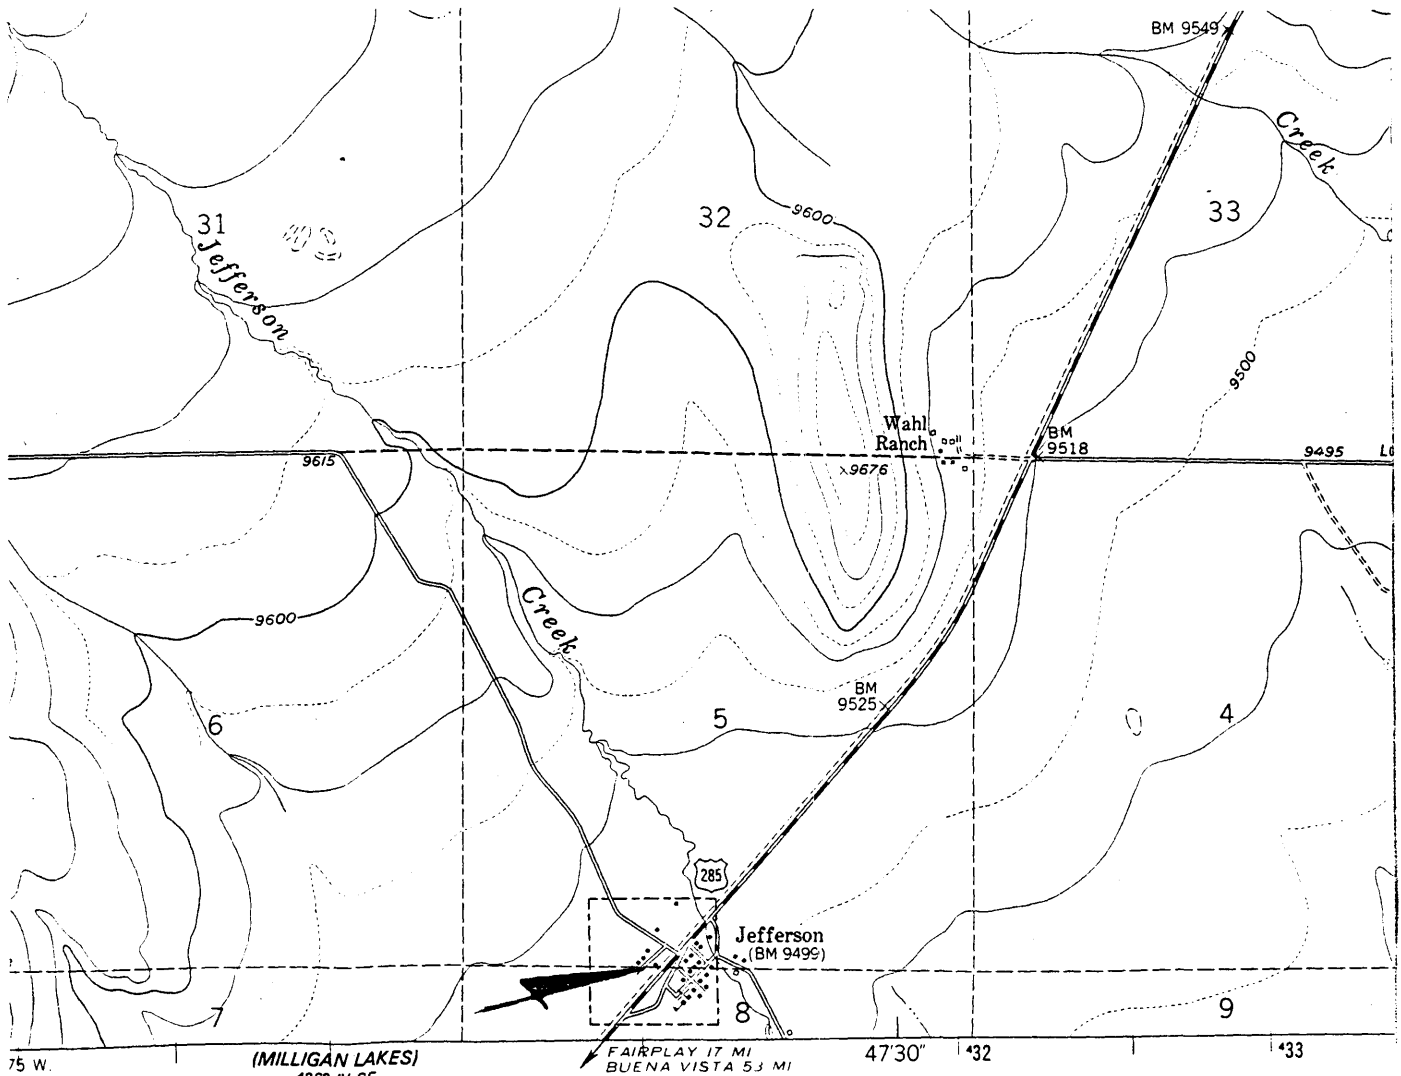 BM 9549
Creek
31
32
33
9600
Jefferson
9500
Wahl
Ranch
BM
9518
9615
9676
9495
Creek
9600
BM
9525
6
5
4
285
Jefferson
(BM 9499)
7
8
9
75 W.
(MILLIGAN LAKES)
FAIRPLAY 17 MI
BUENA VISTA 53 MI
47'30"
432
433